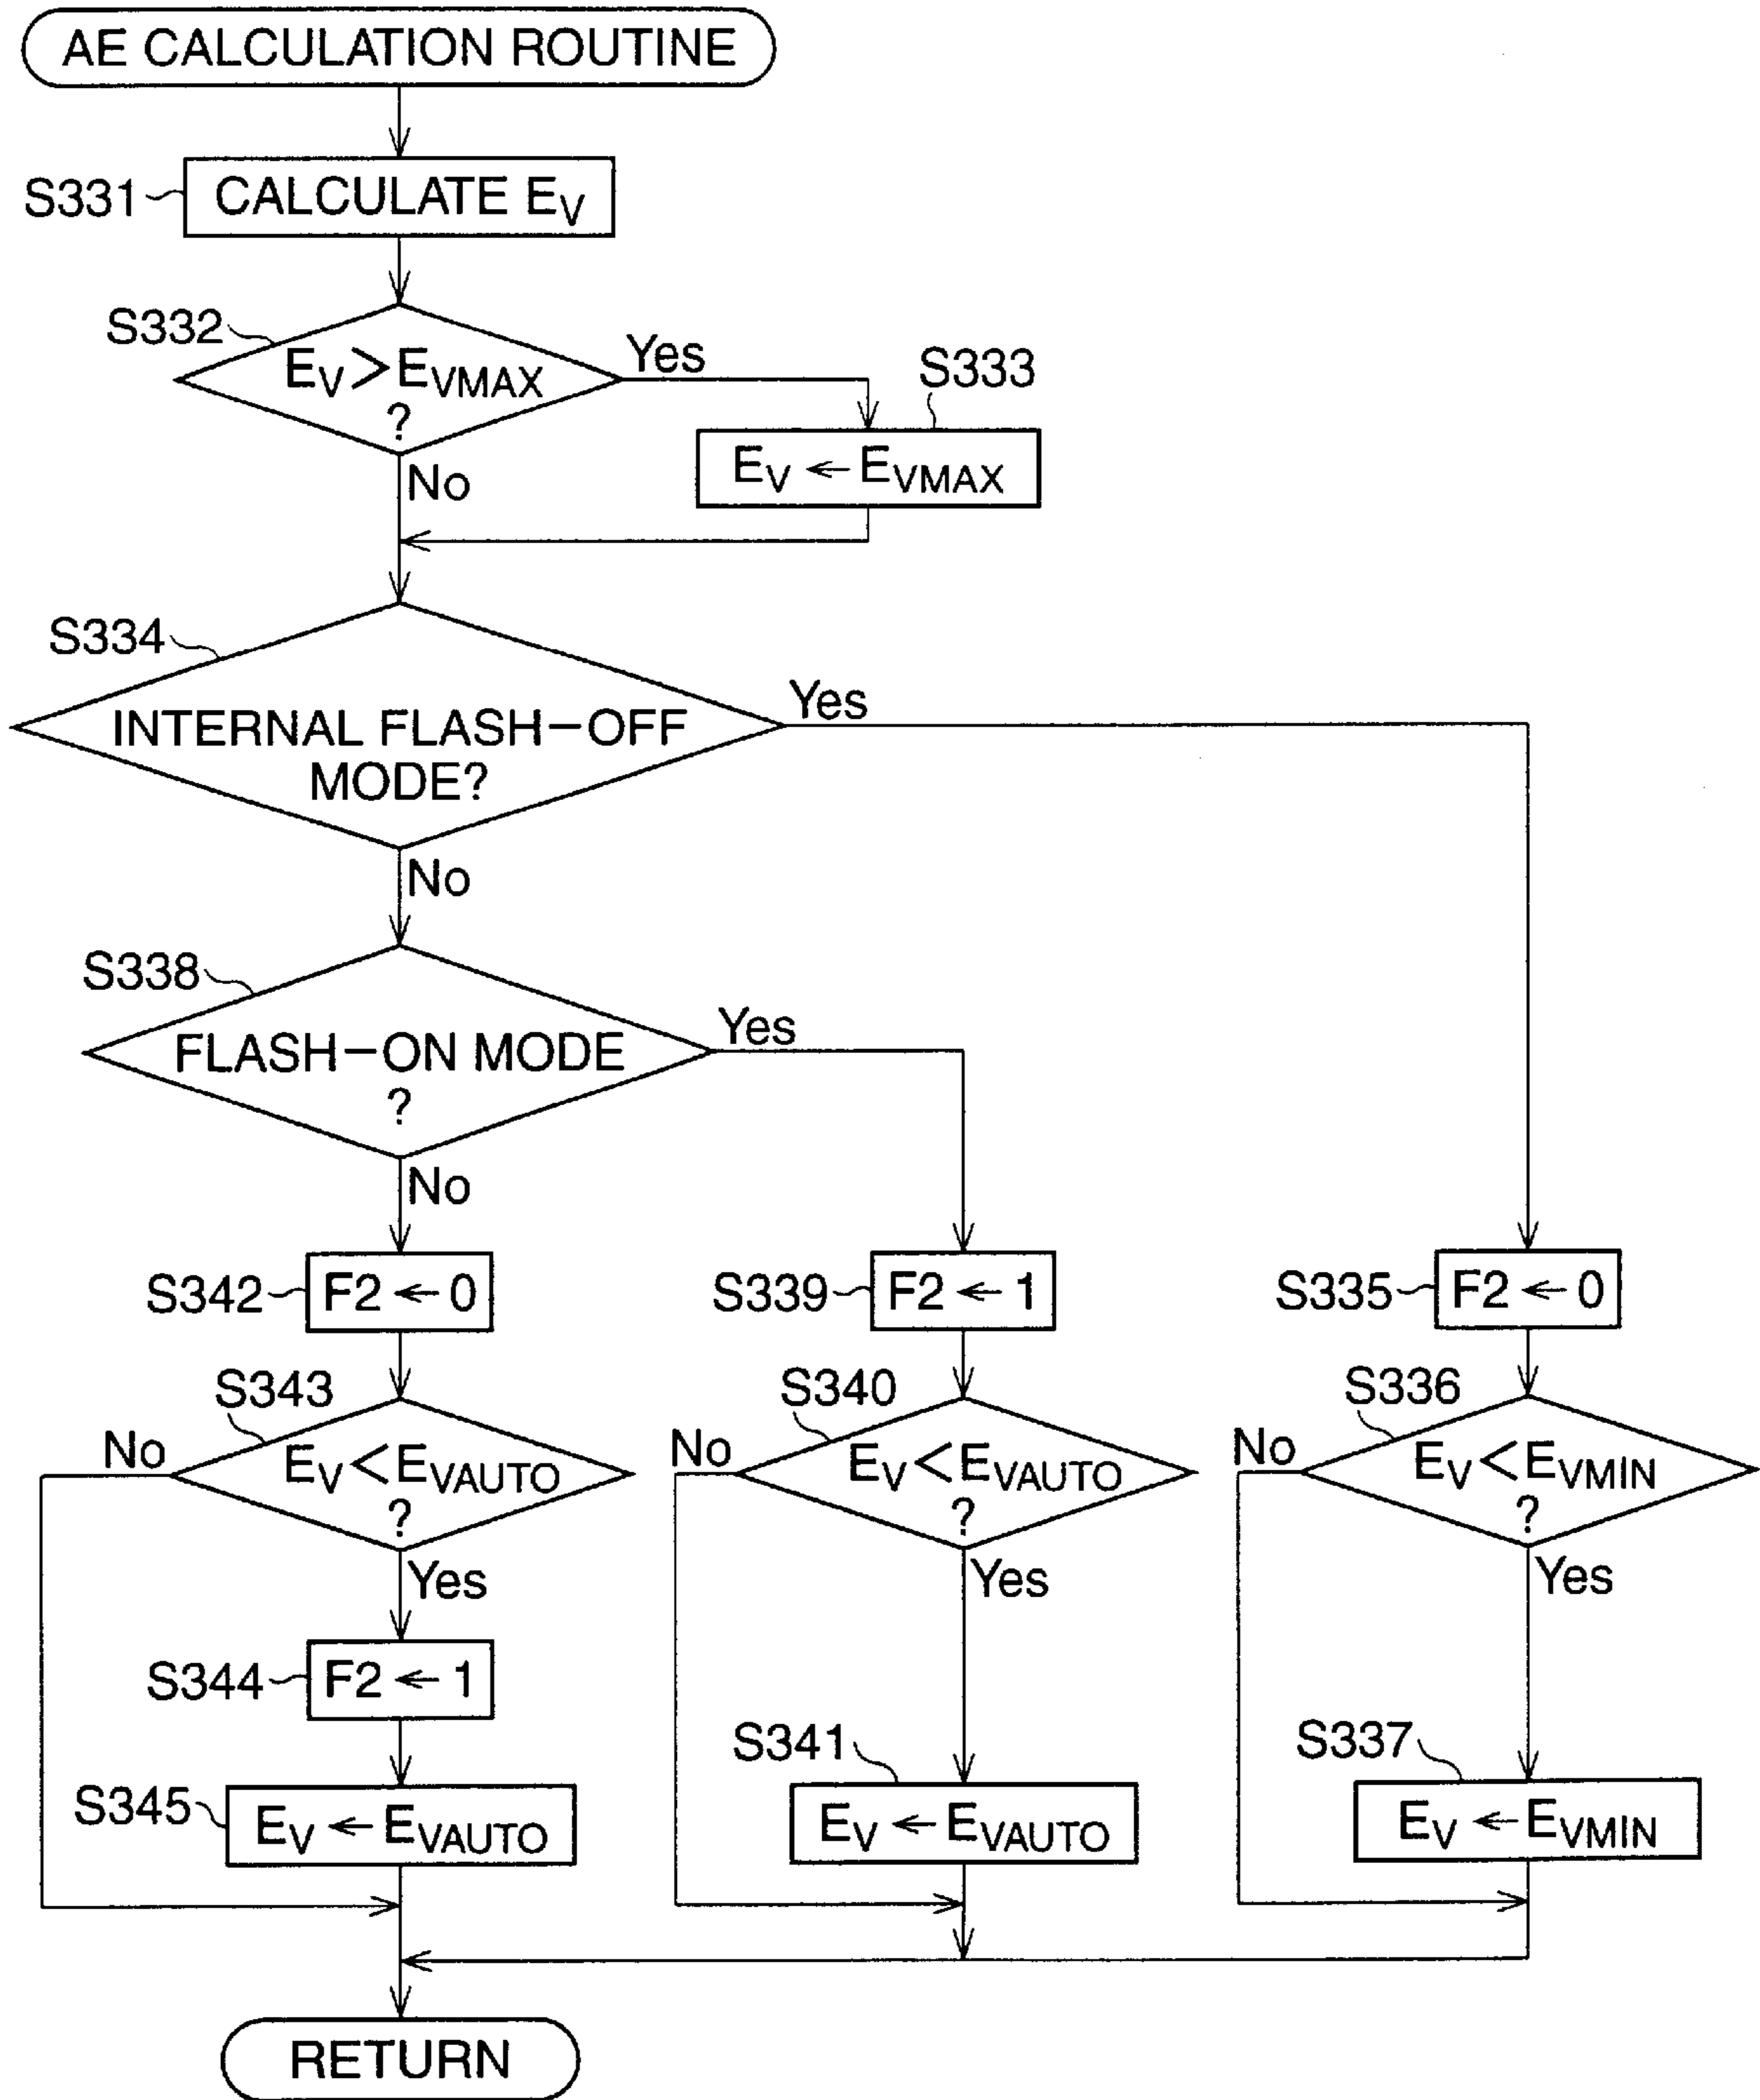 AE CALCULATION ROUTINE
S331
CALCULATE EV
S332
EV>EVMAX
?
Yes
S333
EV←EVMAX
No
S334
INTERNAL FLASH-OFF
MODE?
Yes
No
S338
FLASH-ON MODE
?
Yes
No
S342
F2←0
S339
F2←1
S335
F2←0
S343
EV<EVAUTO
?
No
Yes
S340
EV<EVAUTO
?
No
Yes
S336
EV<EVMIN
?
No
Yes
S344
F2←1
S345
EV←EVAUTO
S341
EV←EVAUTO
S337
EV←EVMIN
RETURN